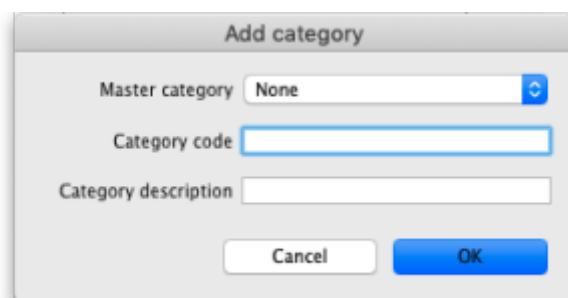 Add category
Master category None
Category code
Category description
Cancel OK